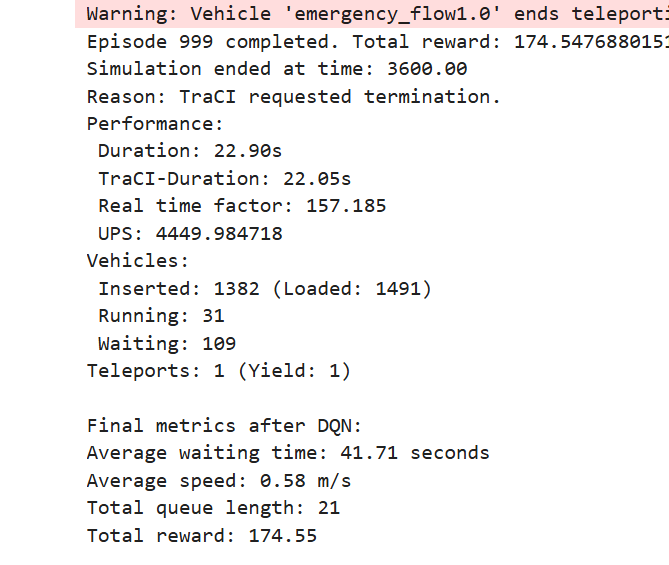 Warning: Vehicle 'emergency_flow1.0' ends
Episode 999 completed. Total reward:
Simulation ended at time: 3600.00
Reason: TraCI requested termination.
Performance:
Duration: 22.90s
TraCI-Duration: 22.05s
Real time factor: 157.185
UPS: 4449.984718
Vehicles:
Inserted: 1382 (Loaded: 1491)
Running: 31
Waiting: 109
Teleports: 1 (Yield: 1)
Final metrics after DQN:
Average waiting time: 41.71 seconds
Average speed: 0.58 m/s
Total queue length: 21
Total reward: 174.55